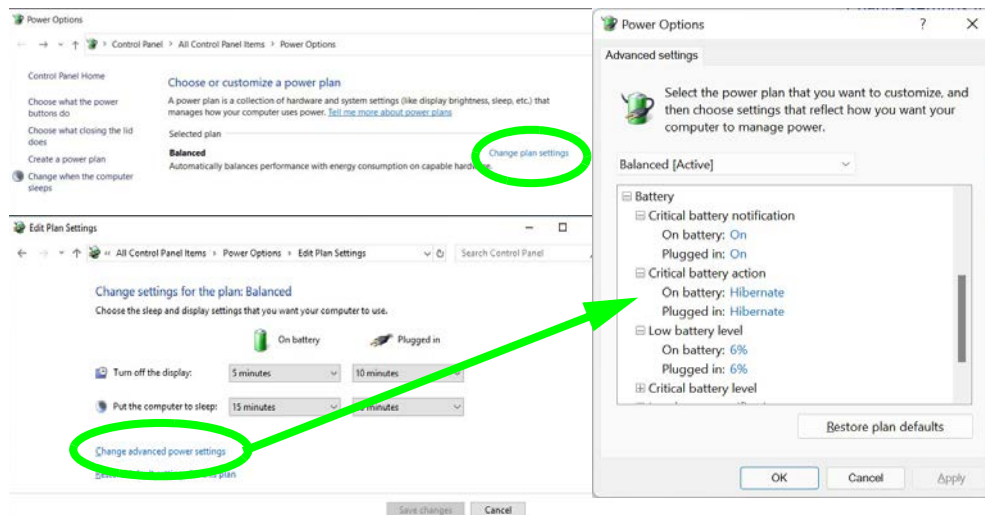 Power Options
Control Panel > All Control Panel Items > Power Options
Control Panel Home
Choose what the power
buttons do
Choose what closing the lid
does
Create a power plan
Change when the computer
sleeps
Choose or customize a power plan
A power plan is a collection of hardware and system settings (like display brightness, sleep, etc.) that
manages how your computer uses power. Tell me more about power plans
Selected plan
Balanced
Change plan settings
Automatically balances performance with energy consumption on capable hardware.
Edit Plan Settings
« All Control Panel Items > Power Options > Edit Plan Settings
Search Control Panel
Change settings for the plan: Balanced
Choose the sleep and display settings that you want your computer to use.
On battery
Plugged in
Turn off the display:
5 minutes
10 minutes
Put the computer to sleep:
15 minutes
minutes
Change advanced power settings
plan
Save changes
Cancel
Power Options
?
Advanced settings
Select the power plan that you want to customize, and
then choose settings that reflect how you want your
computer to manage power.
Balanced [Active]
Battery
Critical battery notification
On battery: On
Plugged in: On
Critical battery action
On battery: Hibernate
Plugged in: Hibernate
Low battery level
On battery: 6%
Plugged in: 6%
Critical battery level
Restore plan defaults
OK
Cancel
Apply